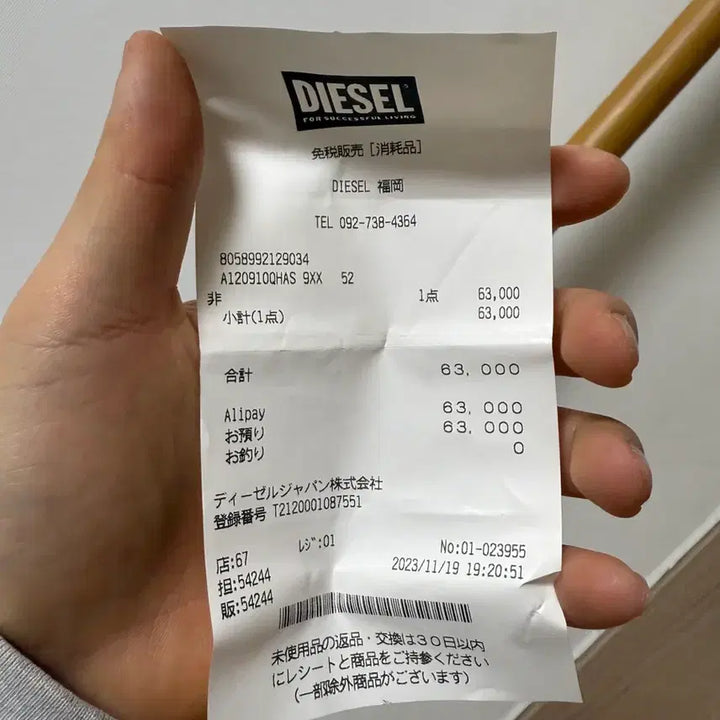 DIESEL
FOR SUCCESSFUL LIVING
免税販売 [消耗品]
DIESEL 福岡
TEL 092-738-4364
8058992129034
A120910QHAS 9XX 52
非 1点 63,000
小計(1点) 63,000
合計 63,000
Alipay 63,000
お預り 63,000
お釣り 0
ディーゼルジャパン株式会社
登録番号 T2120001087551
店:67 ﾚｼﾞ:01 No:01-023955
担:54244 2023/11/19 19:20:51
販:54244
未使用品の返品・交換は30日以内
にレシートと商品をご持参ください
(一部除外商品がございます)